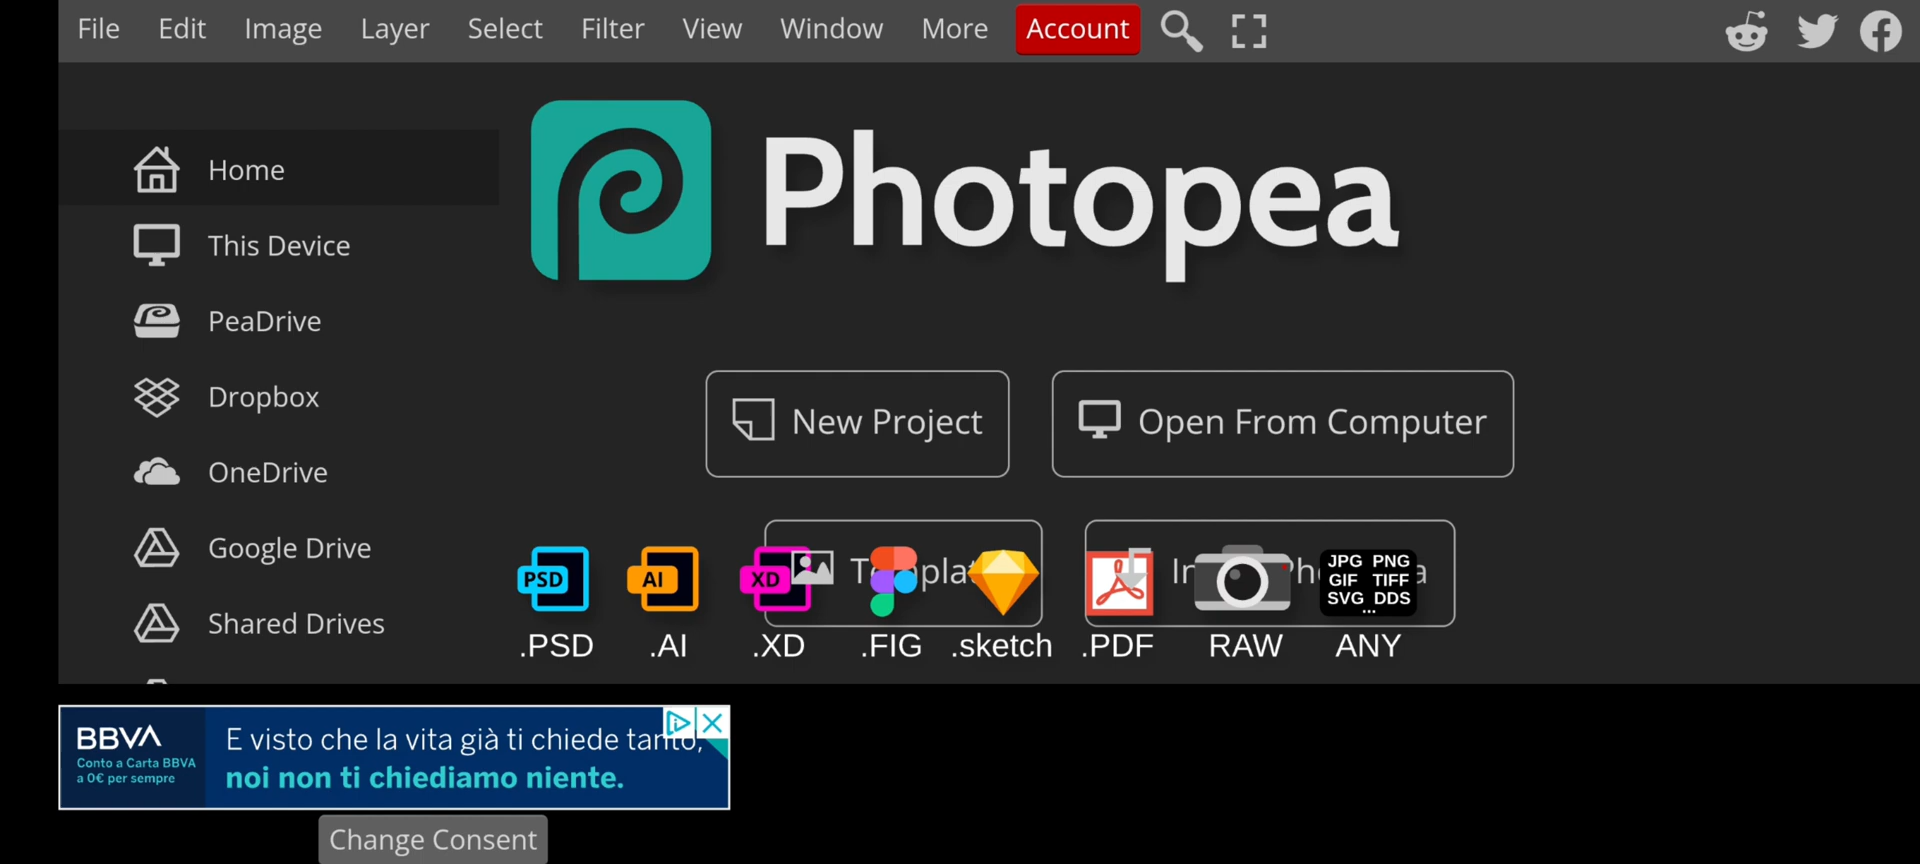 File Edit Image Layer Select Filter View Window More Account
Photopea
Home
This Device
PeaDrive
Dropbox
OneDrive
Google Drive
Shared Drives
New Project
Open From Computer
PSD
AI
XD
JPG PNG
GIF TIFF
SVG DDS
...
.PSD .AI .XD .FIG .sketch .PDF RAW ANY
BBVA
Conto a Carta BBVA
a 0€ per sempre
E visto che la vita già ti chiede tanto,
noi non ti chiediamo niente.
Change Consent